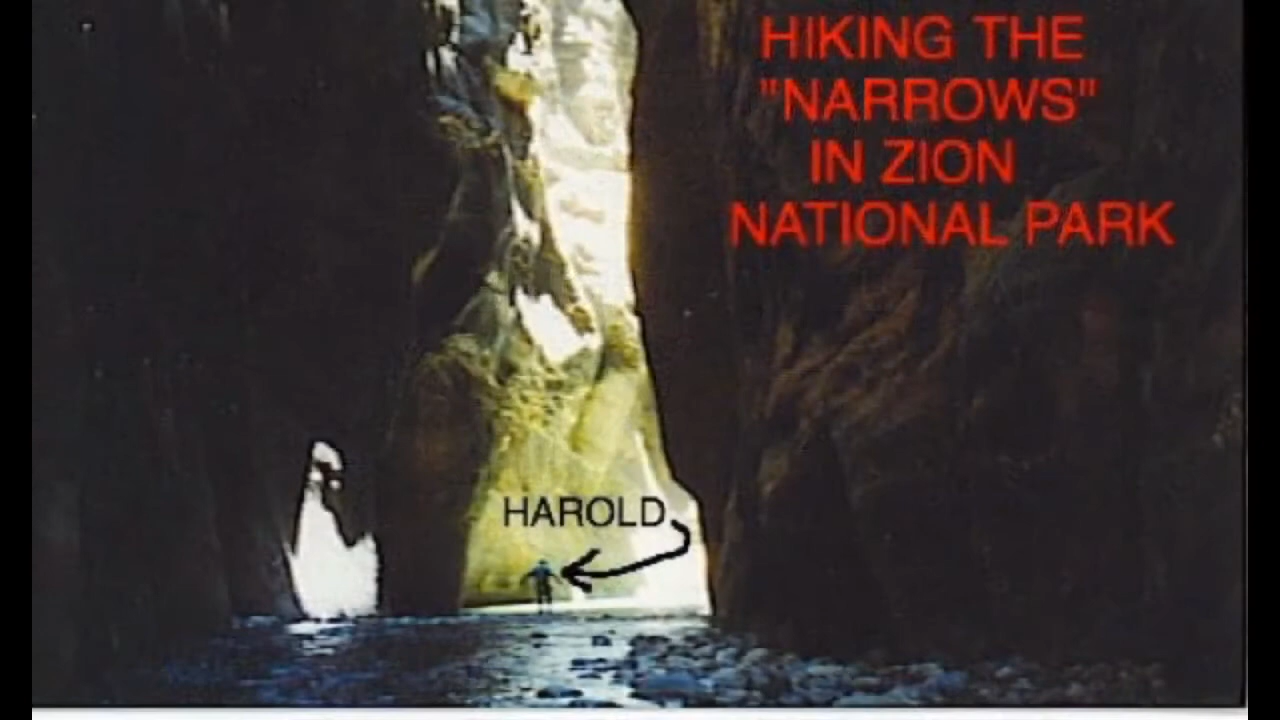 HIKING THE
"NARROWS"
IN ZION
NATIONAL PARK
HAROLD